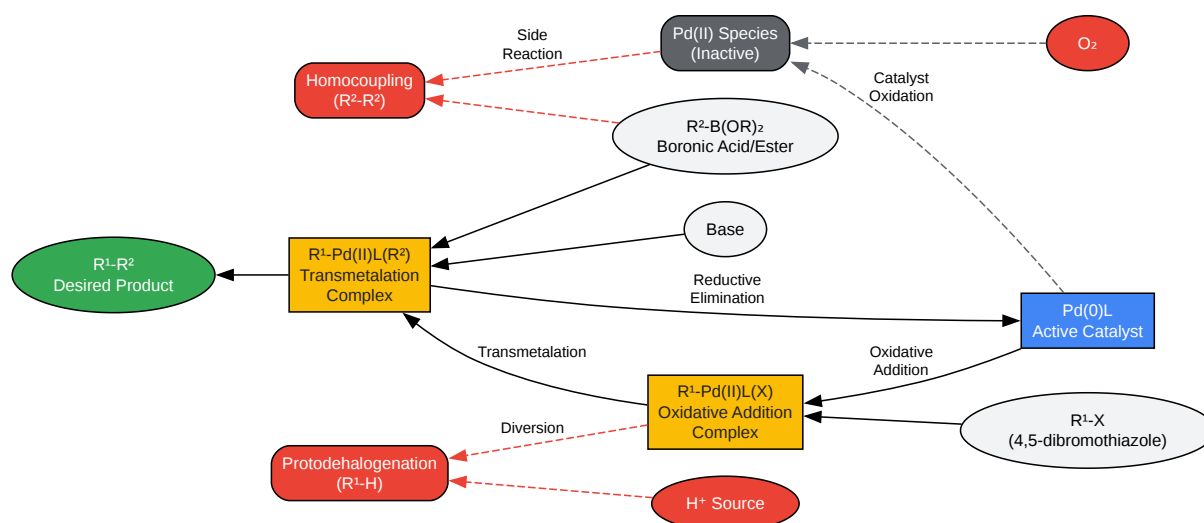 Side
Reaction
Pd(II) Species
(Inactive)
O₂
Homocoupling
(R²-R²)
Catalyst
Oxidation
R²-B(OR)₂
Boronic Acid/Ester
Base
R¹-R²
Desired Product
R¹-Pd(II)L(R²)
Transmetalation
Complex
Reductive
Elimination
Pd(0)L
Active Catalyst
Transmetalation
Oxidative
Addition
R¹-Pd(II)L(X)
Oxidative Addition
Complex
R¹-X
(4,5-dibromothiazole)
Diversion
Protodehalogenation
(R¹-H)
H⁺ Source